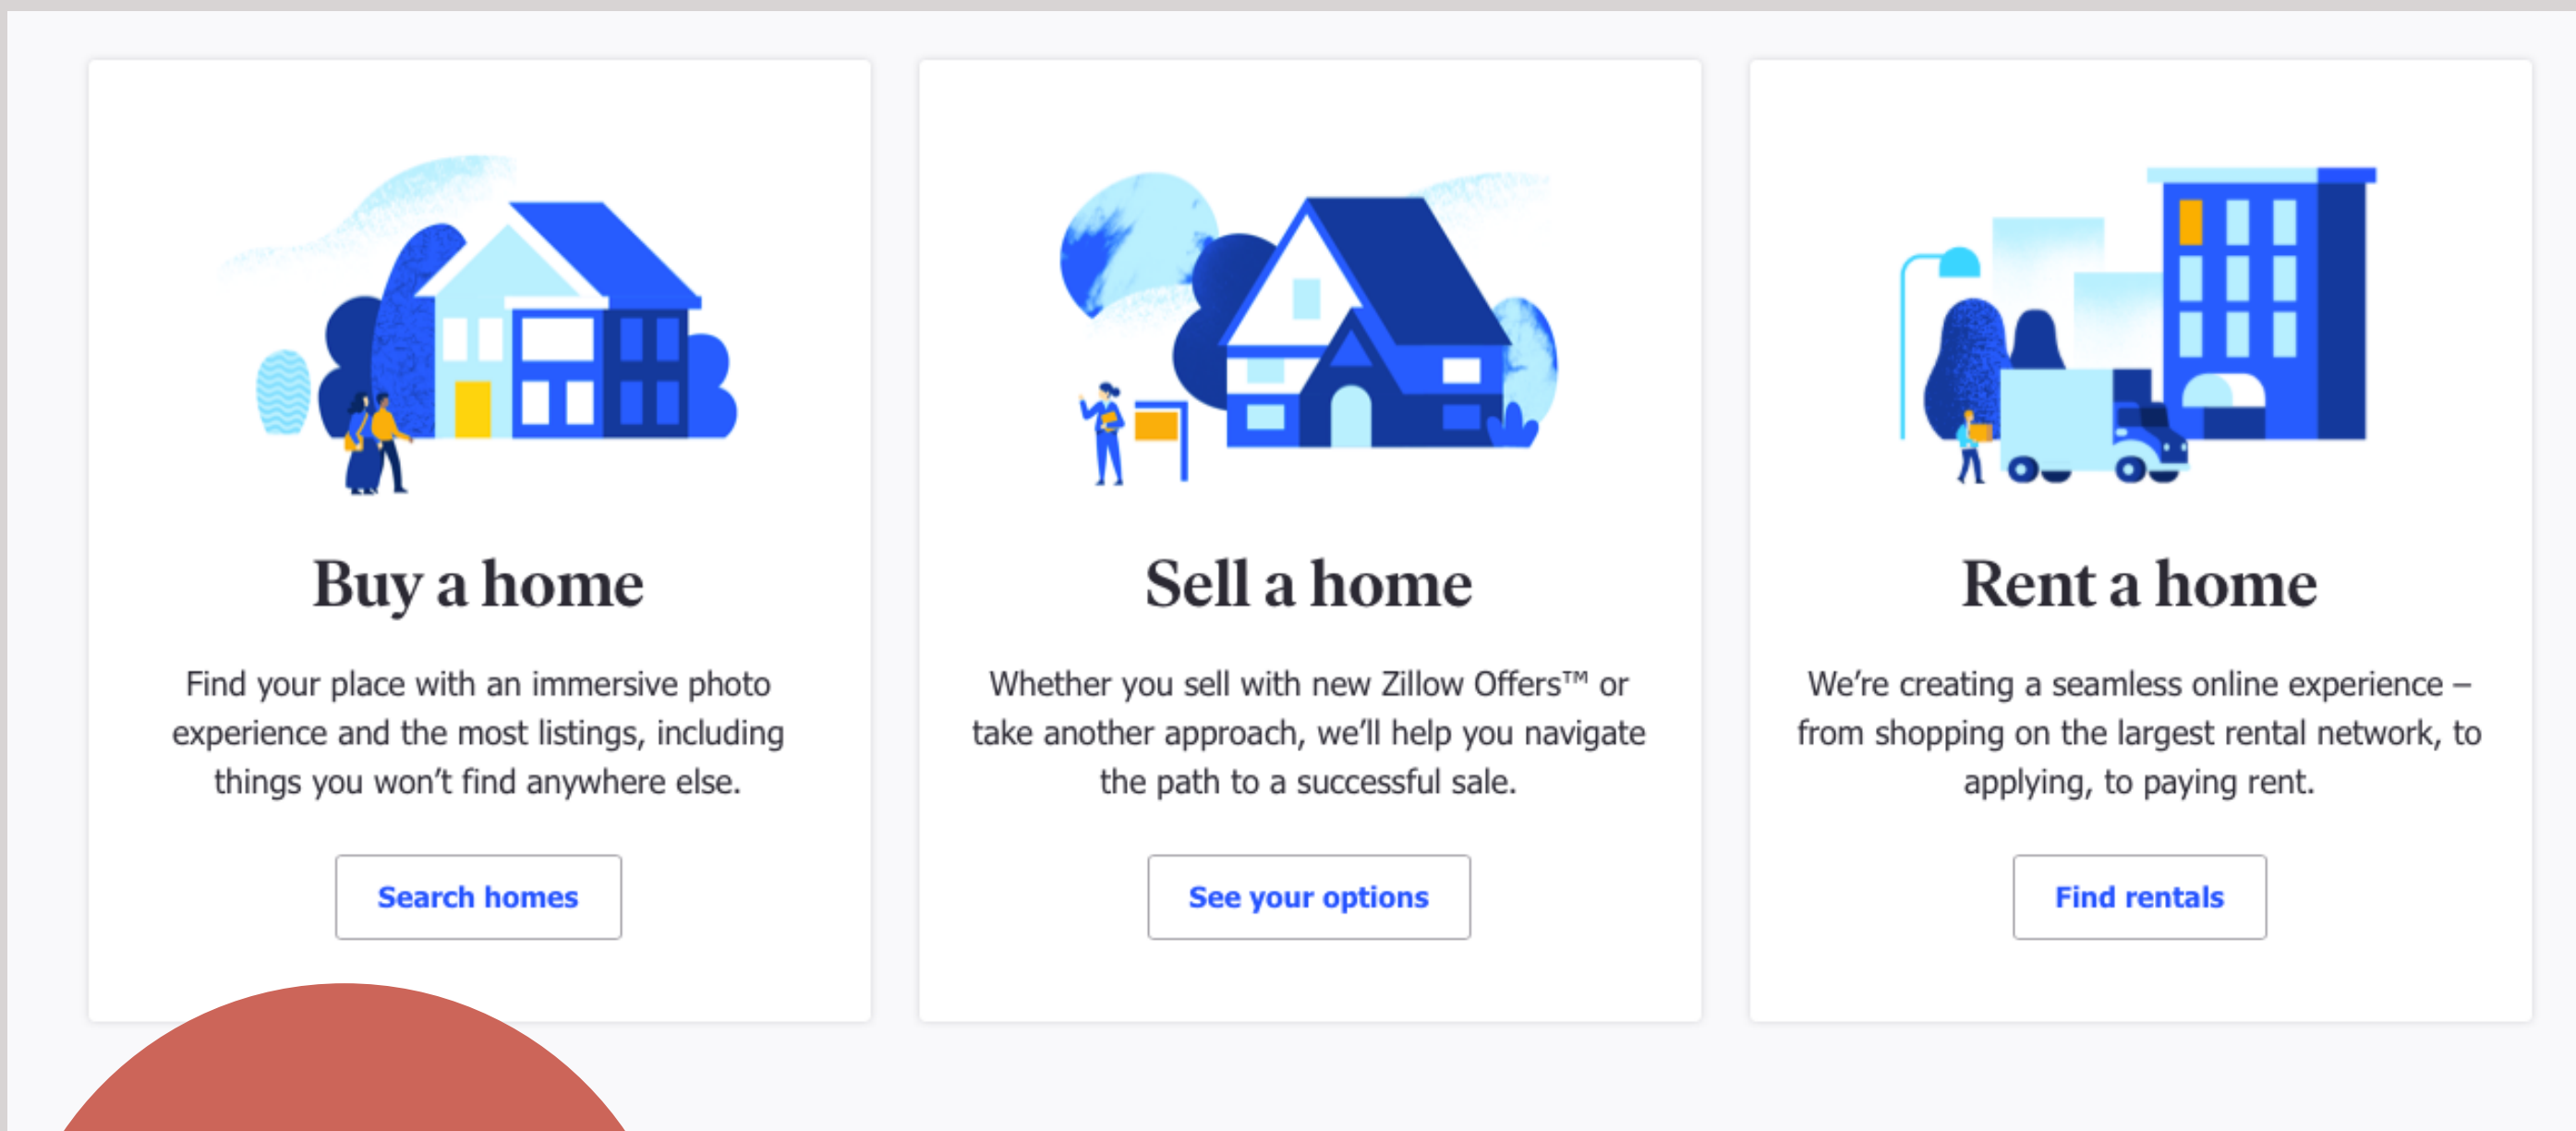 Buy a home
Find your place with an immersive photo
experience and the most listings, including
things you won’t find anywhere else.
Search homes
Sell a home
Whether you sell with new Zillow Offers™ or
take another approach, we’ll help you navigate
the path to a successful sale.
See your options
Rent a home
We’re creating a seamless online experience –
from shopping on the largest rental network, to
applying, to paying rent.
Find rentals